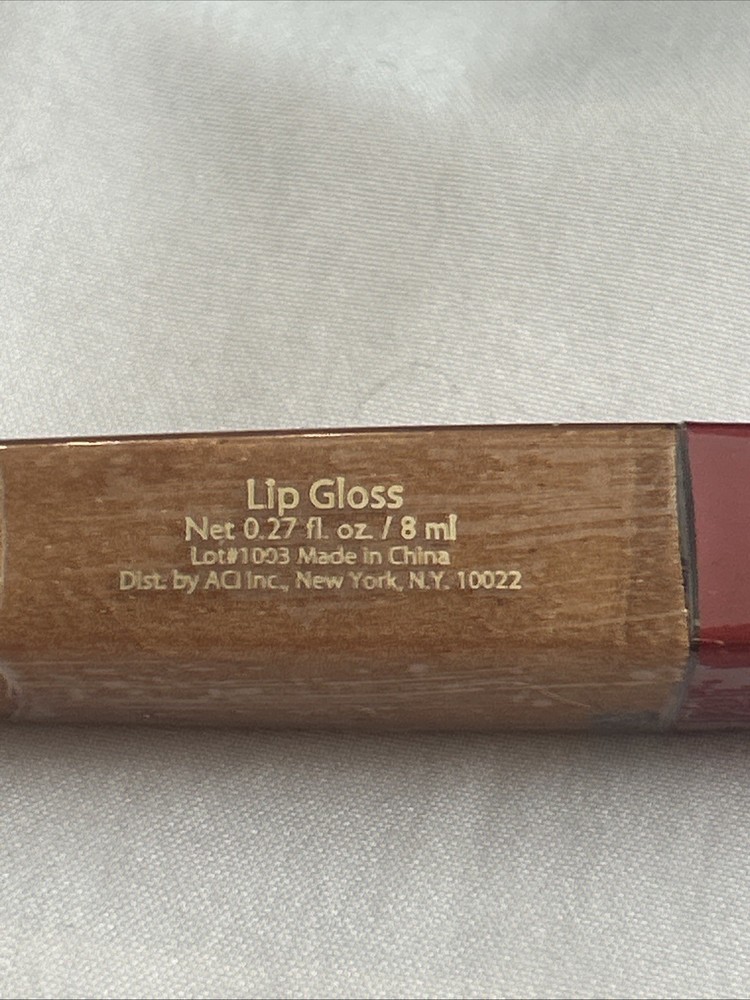 Lip Gloss
Net 0.27 fl. oz. / 8 ml
Lot#1003 Made in China
Dist. by ACI Inc., New York, N.Y. 10022